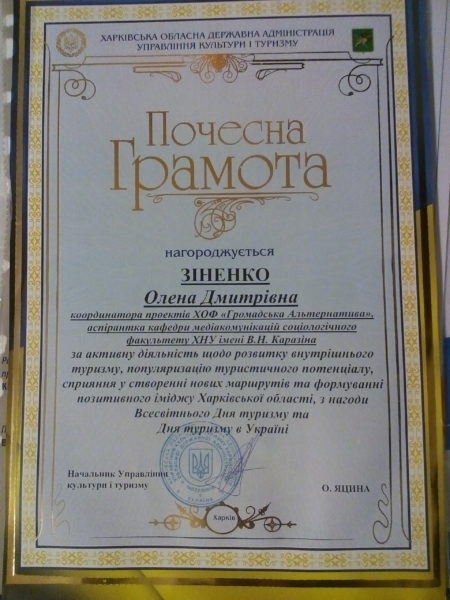 ХАРКІВСЬКА ОБЛАСНА ДЕРЖАВНА АДМІНІСТРАЦІЯ
УПРАВЛІННЯ КУЛЬТУРИ І ТУРИЗМУ
Почесна
Грамота
нагороджується
ЗІНЕНКО
Олена Дмитрівна
координатора проектів ХОФ «Громадська Альтернатива»,
аспірантка кафедри медіакомунікацій соціологічного
факультету ХНУ імені В.Н. Каразіна
за активну діяльність щодо розвитку внутрішнього
туризму, популяризацію туристичного потенціалу,
сприяння у створенні нових маршрутів та формуванні
позитивного іміджу Харківської області, з нагоди
Всесвітнього Дня туризму та
Дня туризму в Україні
Начальник Управління
культури і туризму
О. ЯЦИНА
Харків